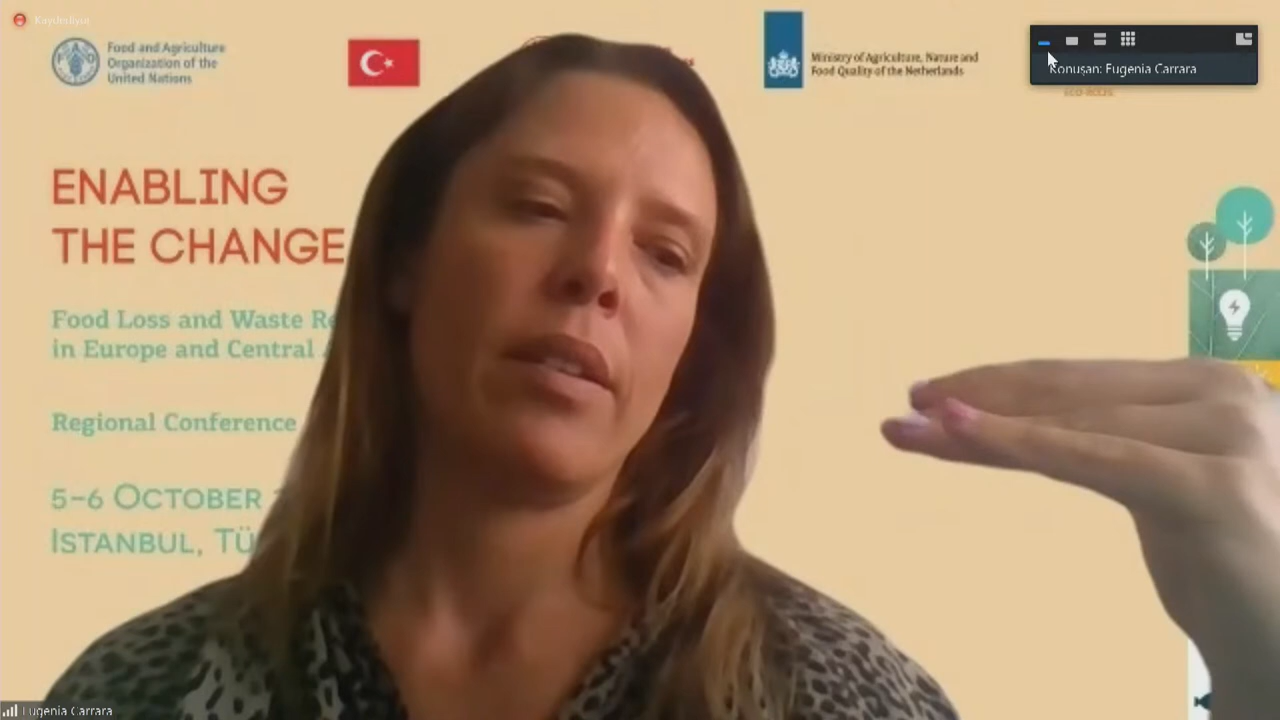 Kaydediliyor
Food and Agriculture
Organization of the
United Nations
Ministry of Agriculture, Nature and
Food Quality of the Netherlands
Konuşan: Eugenia Carrara
ENABLING
THE CHANGE
Food Loss and Waste Re
in Europe and Central
Regional Conference
5-6 OCTOBER
ISTANBUL, TÜ
Eugenia Carrara